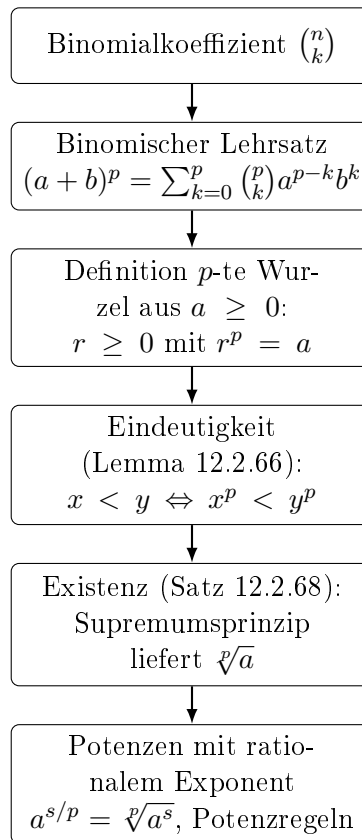 Binomialkoeffizient $\binom{n}{k}$
Binomischer Lehrsatz
$(a + b)^p = \sum_{k=0}^{p} \binom{p}{k} a^{p-k} b^k$
Definition $p$-te Wur-
zel aus $a \geq 0$:
$r \geq 0$ mit $r^p = a$
Eindeutigkeit
(Lemma 12.2.66):
$x < y \Leftrightarrow x^p < y^p$
Existenz (Satz 12.2.68):
Supremumsprinzip
liefert $\sqrt[p]{a}$
Potenzen mit ratio-
nalem Exponent
$a^{s/p} = \sqrt[p]{a^s}$, Potenzregeln